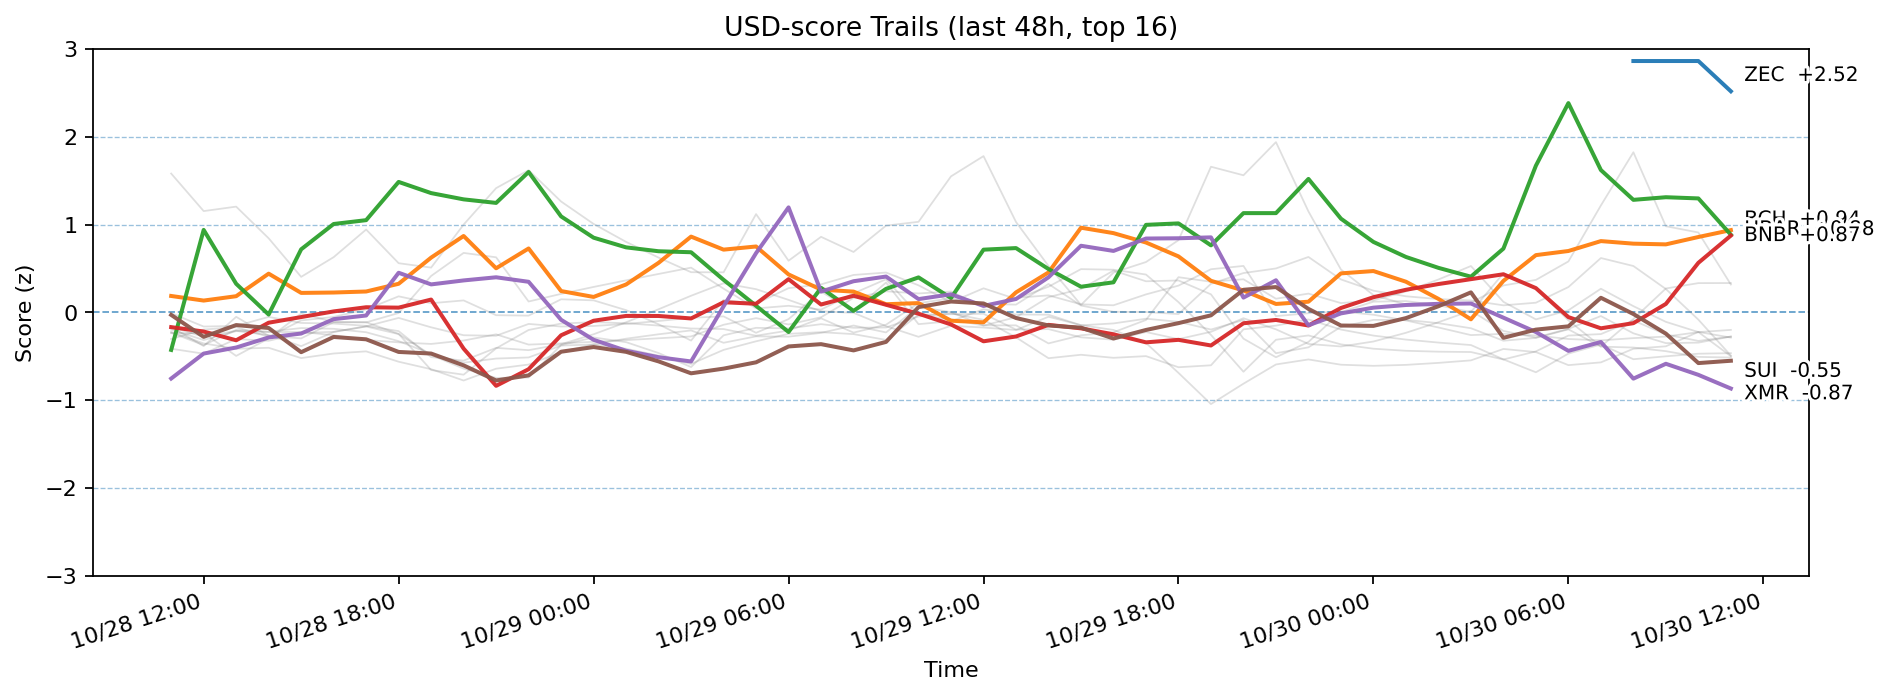 USD-score Trails (last 48h, top 16)
Score (z)
3
2
1
0
−1
−2
−3
ZEC +2.52
BNB +0.87
SUI -0.55
XMR -0.87
10/28 12:00
10/28 18:00
10/29 00:00
10/29 06:00
10/29 12:00
10/29 18:00
10/30 00:00
10/30 06:00
10/30 12:00
Time